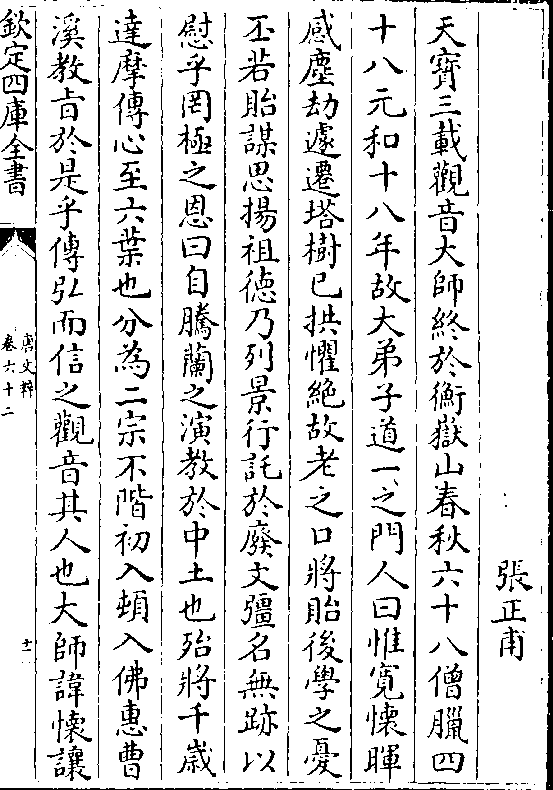 張正甫
天寳三載觀音大師終於衡嶽山春秋六十八僧臘四
十八元和十八年故大弟子道一之門人曰惟寛懷暉
感塵劫遽遷塔樹已拱懼絶故老之口將貽後學之憂
丕若貽謀思揚祖徳乃列景行託於廢文彊名無跡以
慰乎罔極之恩曰自騰蘭之演教於中土也殆將千歳
達摩傳心至六葉也分為二宗不階初入頓入佛惠曹
溪教㫖於是乎傳弘而信之觀音其人也大師諱懷讓
欽定四庫全書
唐文粹
卷六十二
十二